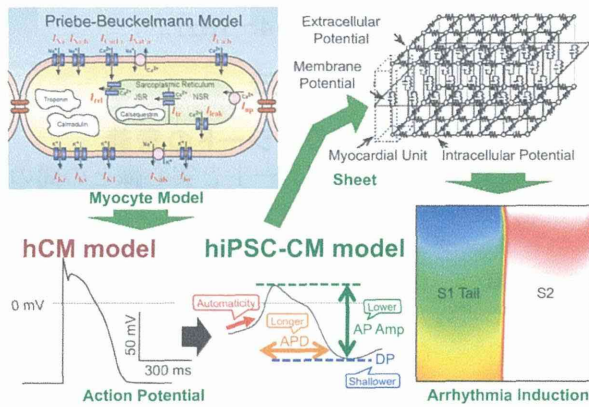 Priebe-Beuckelmann Model
Sarcoplasmic Reticulum
JSR
NSR
Troponin
Calmodulin
Calsequestrin
Myocyte Model
Extracellular
Potential
Membrane
Potential
Myocardial Unit
Intracellular Potential
Sheet
hCM model
0 mV
50 mV
300 ms
Action Potential
hiPSC-CM model
Automaticity
Longer
APD
Lower
AP Amp
DP
Shallower
S1 Tail
S2
Arrhythmia Induction